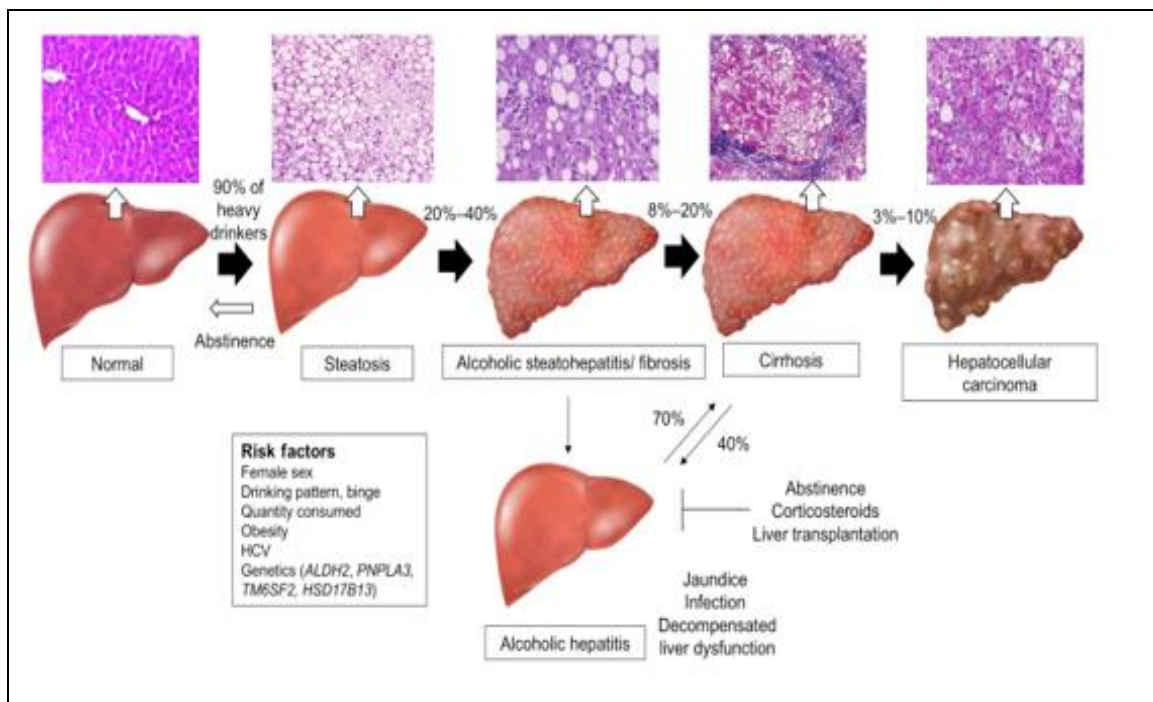 90% of
heavy
drinkers
20%–40%
8%–20%
3%–10%
Abstinence
Normal
Steatosis
Alcoholic steatohepatitis/ fibrosis
Cirrhosis
Hepatocellular
carcinoma
70%
40%
Risk factors
Female sex
Drinking pattern, binge
Quantity consumed
Obesity
HCV
Genetics (ALDH2, PNPLA3,
TM6SF2, HSD17B13)
Abstinence
Corticosteroids
Liver transplantation
Jaundice
Infection
Decompensated
liver dysfunction
Alcoholic hepatitis